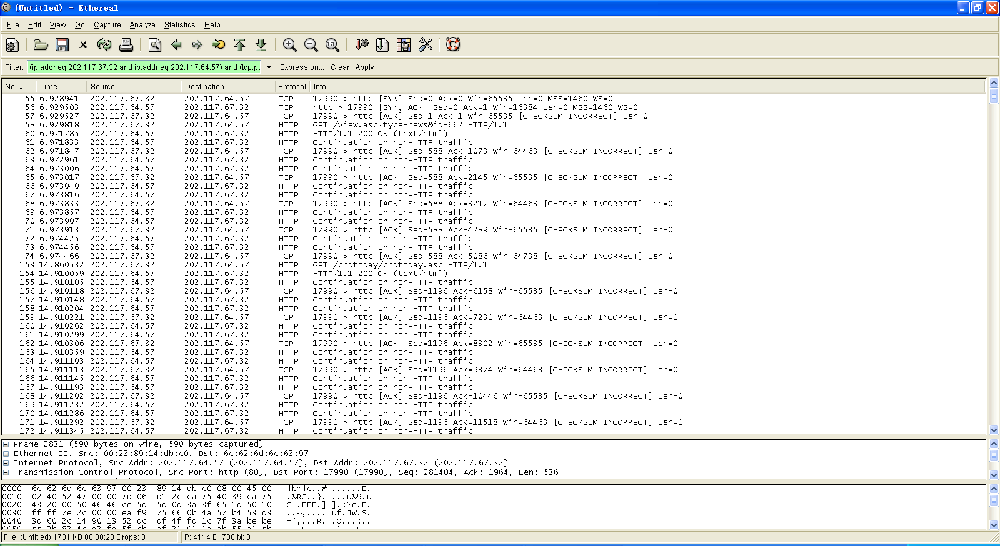 (Untitled) - Ethereal
File Edit View Go Capture Analyze Statistics Help
Filter: (ip.addr eq 202.117.67.32 and ip.addr eq 202.117.64.57) and (tcp.po Expression... Clear Apply
No. . Time Source Destination Protocol Info
55 6.928941 202.117.67.32 202.117.64.57 TCP 17990 > http [SYN] Seq=0 Ack=0 Win=65535 Len=0 MSS=1460 WS=0
56 6.929503 202.117.64.57 202.117.67.32 TCP http > 17990 [SYN, ACK] Seq=0 Ack=1 Win=16384 Len=0 MSS=1460 WS=0
57 6.929527 202.117.67.32 202.117.64.57 TCP 17990 > http [ACK] Seq=1 Ack=1 Win=65535 [CHECKSUM INCORRECT] Len=0
58 6.929818 202.117.67.32 202.117.64.57 HTTP GET /view.asp?type=news&id=662 HTTP/1.1
60 6.971785 202.117.64.57 202.117.67.32 HTTP HTTP/1.1 200 OK (text/html)
61 6.971833 202.117.64.57 202.117.67.32 HTTP Continuation or non-HTTP traffic
62 6.971847 202.117.67.32 202.117.64.57 TCP 17990 > http [ACK] Seq=588 Ack=1073 Win=64463 [CHECKSUM INCORRECT] Len=0
63 6.972961 202.117.64.57 202.117.67.32 HTTP Continuation or non-HTTP traffic
64 6.973006 202.117.64.57 202.117.67.32 HTTP Continuation or non-HTTP traffic
65 6.973017 202.117.67.32 202.117.64.57 TCP 17990 > http [ACK] Seq=588 Ack=2145 Win=65535 [CHECKSUM INCORRECT] Len=0
66 6.973040 202.117.64.57 202.117.67.32 HTTP Continuation or non-HTTP traffic
67 6.973816 202.117.64.57 202.117.67.32 HTTP Continuation or non-HTTP traffic
68 6.973833 202.117.67.32 202.117.64.57 TCP 17990 > http [ACK] Seq=588 Ack=3217 Win=64463 [CHECKSUM INCORRECT] Len=0
69 6.973857 202.117.64.57 202.117.67.32 HTTP Continuation or non-HTTP traffic
70 6.973907 202.117.64.57 202.117.67.32 HTTP Continuation or non-HTTP traffic
71 6.973913 202.117.67.32 202.117.64.57 TCP 17990 > http [ACK] Seq=588 Ack=4289 Win=65535 [CHECKSUM INCORRECT] Len=0
72 6.974425 202.117.64.57 202.117.67.32 HTTP Continuation or non-HTTP traffic
73 6.974456 202.117.64.57 202.117.67.32 HTTP Continuation or non-HTTP traffic
74 6.974466 202.117.67.32 202.117.64.57 TCP 17990 > http [ACK] Seq=588 Ack=5086 Win=64738 [CHECKSUM INCORRECT] Len=0
153 14.860532 202.117.67.32 202.117.64.57 HTTP GET /chdtoday/chdtoday.asp HTTP/1.1
154 14.910059 202.117.64.57 202.117.67.32 HTTP HTTP/1.1 200 OK (text/html)
155 14.910105 202.117.64.57 202.117.67.32 HTTP Continuation or non-HTTP traffic
156 14.910118 202.117.67.32 202.117.64.57 TCP 17990 > http [ACK] Seq=1196 Ack=6158 Win=65535 [CHECKSUM INCORRECT] Len=0
157 14.910148 202.117.64.57 202.117.67.32 HTTP Continuation or non-HTTP traffic
158 14.910204 202.117.64.57 202.117.67.32 HTTP Continuation or non-HTTP traffic
159 14.910221 202.117.67.32 202.117.64.57 TCP 17990 > http [ACK] Seq=1196 Ack=7230 Win=64463 [CHECKSUM INCORRECT] Len=0
160 14.910262 202.117.64.57 202.117.67.32 HTTP Continuation or non-HTTP traffic
161 14.910299 202.117.64.57 202.117.67.32 HTTP Continuation or non-HTTP traffic
162 14.910306 202.117.67.32 202.117.64.57 TCP 17990 > http [ACK] Seq=1196 Ack=8302 Win=65535 [CHECKSUM INCORRECT] Len=0
163 14.910359 202.117.64.57 202.117.67.32 HTTP Continuation or non-HTTP traffic
164 14.911103 202.117.64.57 202.117.67.32 HTTP Continuation or non-HTTP traffic
165 14.911113 202.117.67.32 202.117.64.57 TCP 17990 > http [ACK] Seq=1196 Ack=9374 Win=64463 [CHECKSUM INCORRECT] Len=0
166 14.911145 202.117.64.57 202.117.67.32 HTTP Continuation or non-HTTP traffic
167 14.911193 202.117.64.57 202.117.67.32 HTTP Continuation or non-HTTP traffic
168 14.911202 202.117.67.32 202.117.64.57 TCP 17990 > http [ACK] Seq=1196 Ack=10446 Win=65535 [CHECKSUM INCORRECT] Len=0
169 14.911232 202.117.64.57 202.117.67.32 HTTP Continuation or non-HTTP traffic
170 14.911286 202.117.64.57 202.117.67.32 HTTP Continuation or non-HTTP traffic
171 14.911292 202.117.67.32 202.117.64.57 TCP 17990 > http [ACK] Seq=1196 Ack=11518 Win=64463 [CHECKSUM INCORRECT] Len=0
172 14.911345 202.117.64.57 202.117.67.32 HTTP Continuation or non-HTTP traffic
Frame 2831 (590 bytes on wire, 590 bytes captured)
Ethernet II, Src: 00:23:89:14:db:c0, Dst: 6c:62:6d:6c:63:97
Internet Protocol, Src Addr: 202.117.64.57 (202.117.64.57), Dst Addr: 202.117.67.32 (202.117.67.32)
Transmission Control Protocol, Src Port: http (80), Dst Port: 17990 (17990), Seq: 281404, Ack: 1964, Len: 536
0000 6c 62 6d 6c 63 97 00 23 89 14 db c0 08 00 45 00 lbmlc..# ......E.
0010 02 40 52 47 00 00 7d 06 d1 2c ca 75 40 39 ca 75 .@RG..}. .,.u@9.u
0020 43 20 00 50 46 46 ce 5d 5d 0d 3a 3f 65 1d 50 10 C .PFF.] ].:?e.P.
0030 ff ff 7e 2c 00 00 ea f9 75 66 0b 4a 57 b4 53 d3 ..~,.... uf.JW.S.
0040 3d 60 2c 14 90 13 52 dc df 4f fd 1c 7f 3a be be =`,...R. .O...:..
File: (Untitled) 1731 KB 00:00:20 Drops: 0 P: 4114 D: 788 M: 0